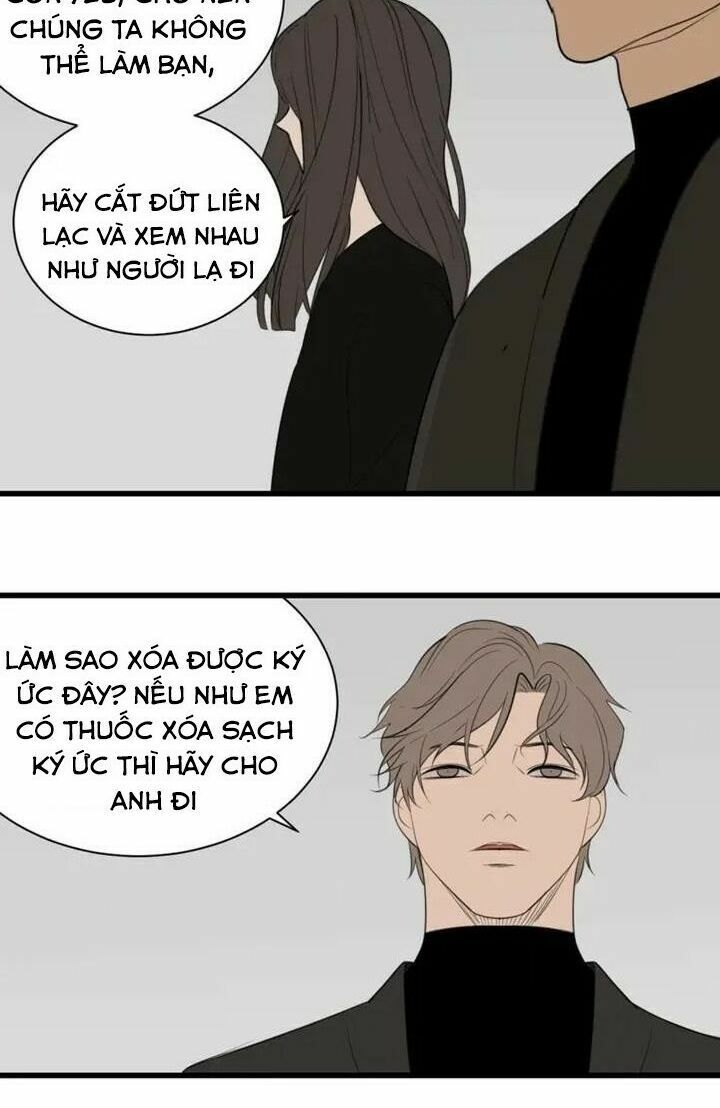 CHÚNG TA KHÔNG
THỂ LÀM BẠN,
HÃY CẮT ĐỨT LIÊN
LẠC VÀ XEM NHAU
NHƯ NGƯỜI LẠ ĐI
LÀM SAO XÓA ĐƯỢC KÝ
ỨC ĐÂY? NẾU NHƯ EM
CÓ THUỐC XÓA SẠCH
KÝ ỨC THÌ HÃY CHO
ANH ĐI